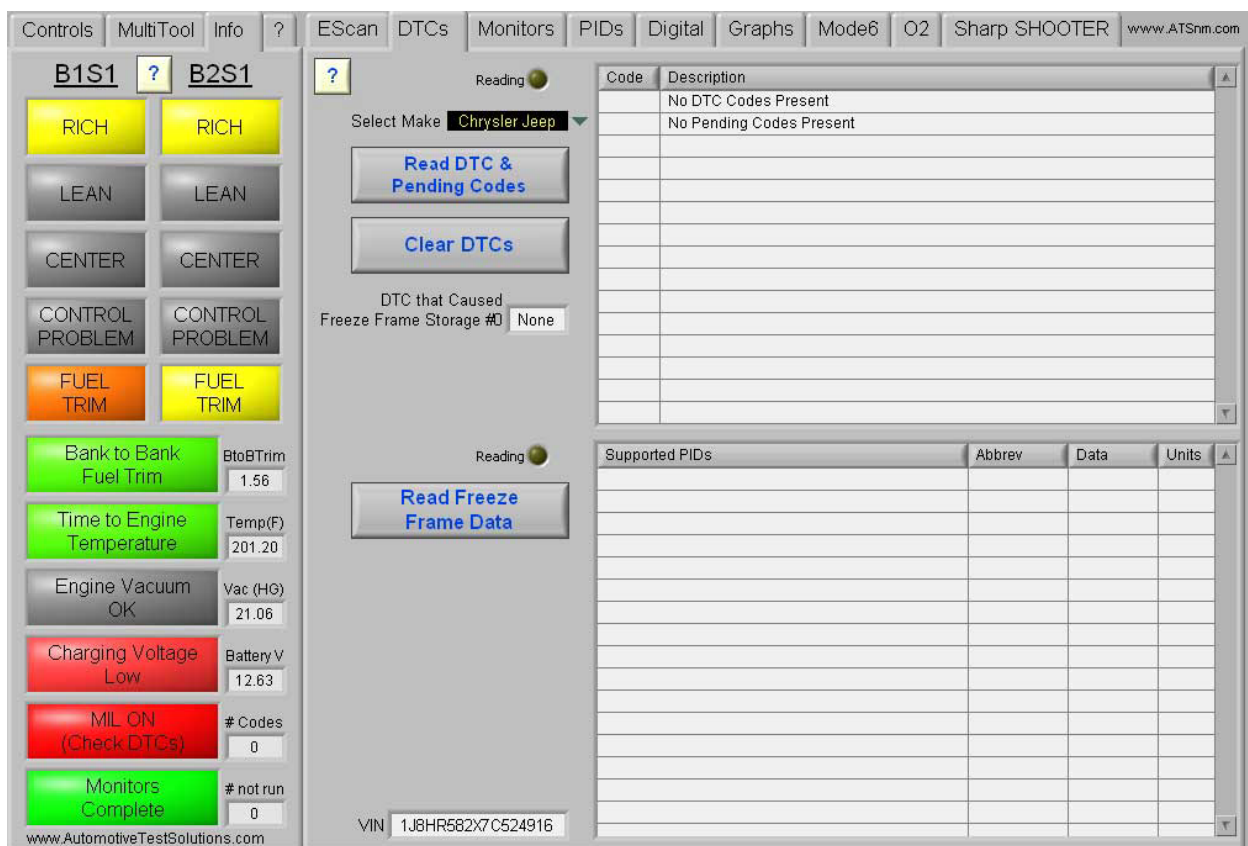 Controls MultiTool Info ? EScan DTCs Monitors PIDs Digital Graphs Mode6 O2 Sharp SHOOTER www.ATSnm.com
B1S1 ? B2S1
RICH RICH
LEAN LEAN
CENTER CENTER
CONTROL PROBLEM CONTROL PROBLEM
FUEL TRIM FUEL TRIM
Bank to Bank
Fuel Trim
BtoBTrim
1.56
Time to Engine
Temperature
Temp(F)
201.20
Engine Vacuum
OK
Vac (HG)
21.06
Charging Voltage
Low
Battery V
12.63
MIL ON
(Check DTCs)
# Codes
0
Monitors
Complete
# not run
0
www.AutomotiveTestSolutions.com
? Reading
Select Make Chrysler Jeep
Read DTC &
Pending Codes
Clear DTCs
DTC that Caused
Freeze Frame Storage #0 None
Code Description
No DTC Codes Present
No Pending Codes Present
Reading
Read Freeze
Frame Data
VIN 1J8HR582X7C524916
Supported PIDs Abbrev Data Units